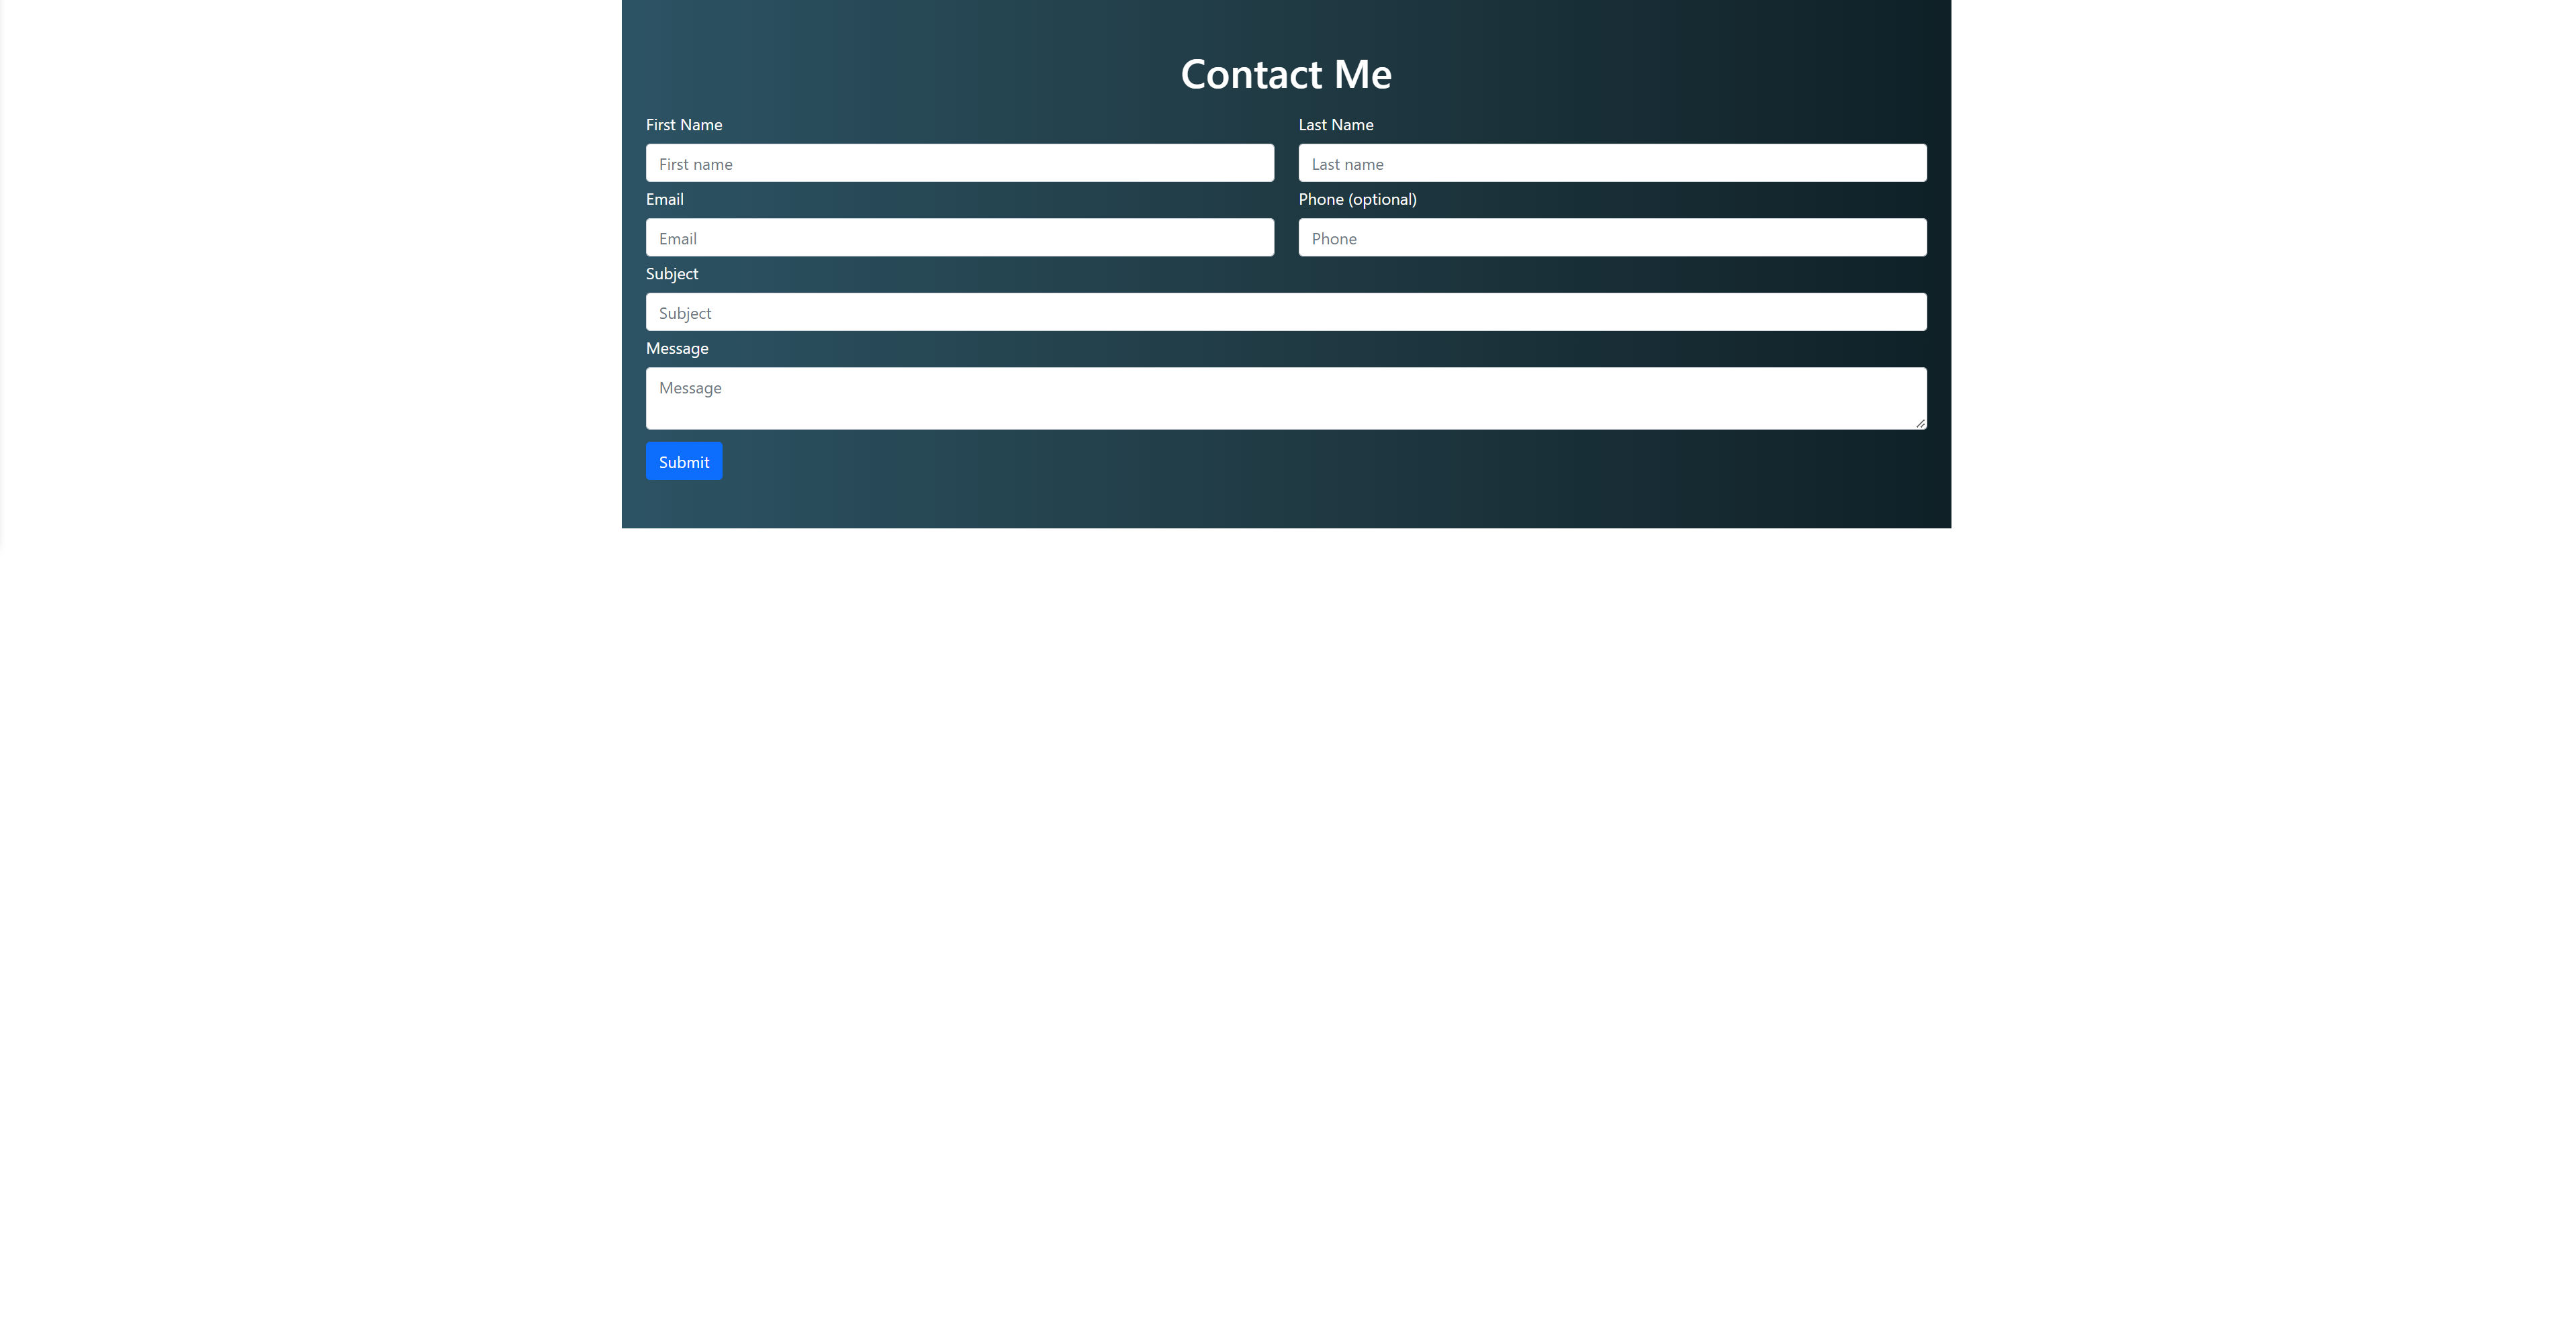 Contact Me
First Name
Last Name
First name
Last name
Email
Phone (optional)
Email
Phone
Subject
Subject
Message
Message
Submit